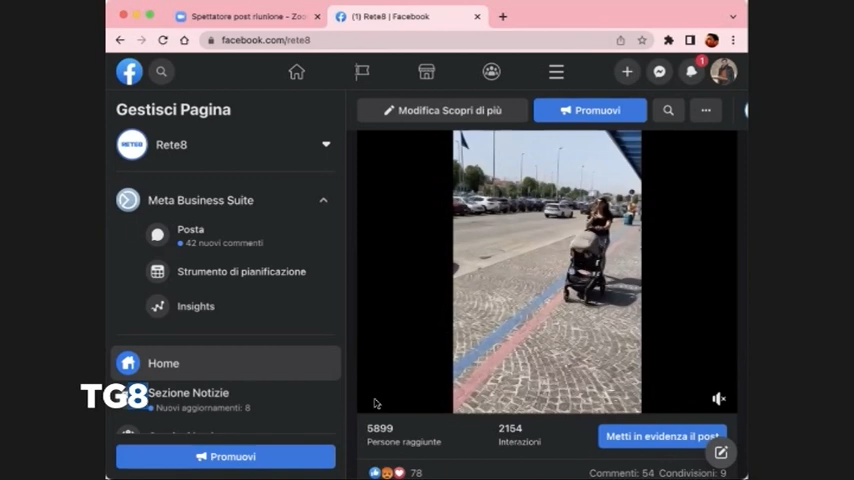 Spettatore post riunione - Zoo
(1) Rete8 | Facebook
facebook.com/rete8
1
Gestisci Pagina
Modifica Scopri di più
Promuovi
RETE8
Rete8
Meta Business Suite
Posta
42 nuovi commenti
Strumento di pianificazione
Insights
Home
TG8
Sezione Notizie
Nuovi aggiornamenti: 8
Promuovi
5899
Persone raggiunte
2154
Interazioni
Metti in evidenza il post
78
Commenti: 54 Condivisioni: 9